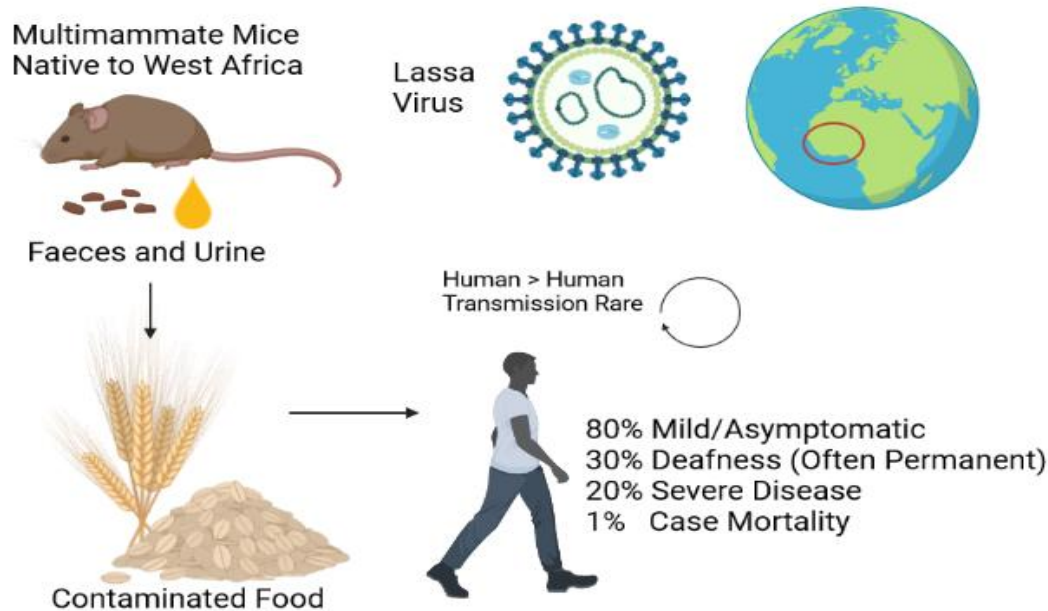 Multimammate Mice
Native to West Africa
Lassa
Virus
Faeces and Urine
Human > Human
Transmission Rare
80% Mild/Asymptomatic
30% Deafness (Often Permanent)
20% Severe Disease
1% Case Mortality
Contaminated Food